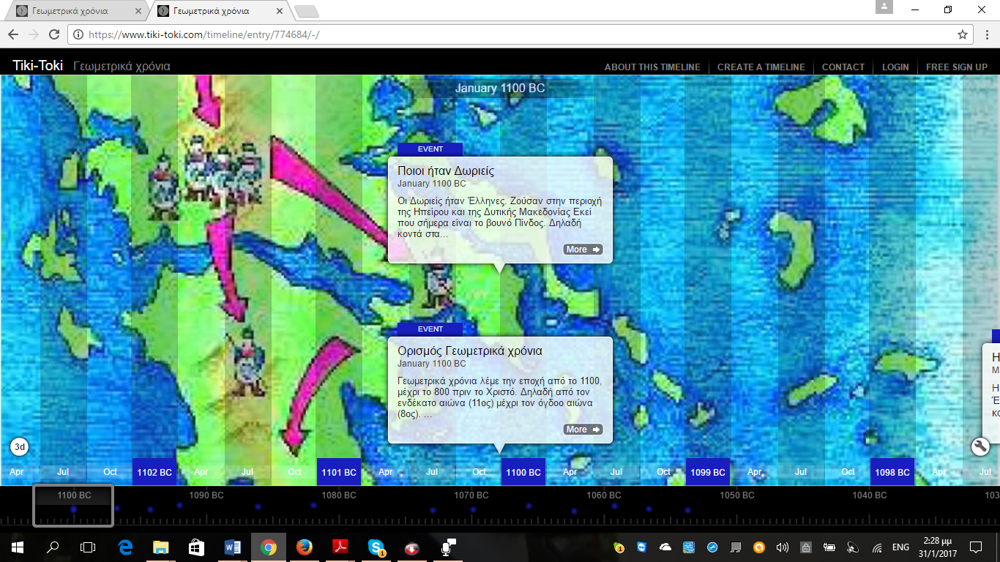 Γεωμετρικά χρόνια
Γεωμετρικά χρόνια
https://www.tiki-toki.com/timeline/entry/774684/-/
Tiki-Toki Γεωμετρικά χρόνια
ABOUT THIS TIMELINE
CREATE A TIMELINE
CONTACT
LOGIN
FREE SIGN UP
January 1100 BC
EVENT
Ποιοι ήταν Δωριείς
January 1100 BC
Οι Δωριείς ήταν Έλληνες. Ζούσαν στην περιοχή
της Ηπείρου και της Δυτικής Μακεδονίας Εκεί
που σήμερα είναι το βουνό Πίνδος. Δηλαδή
κοντά στα…
More
EVENT
Ορισμός Γεωμετρικά χρόνια
January 1100 BC
Γεωμετρικά χρόνια λέμε την εποχή από το 1100,
μέχρι το 800 πριν το Χριστό. Δηλαδή από τον
ενδέκατο αιώνα (11ος) μέχρι τον όγδοο αιώνα
(8ος). …
More
3d
Apr Jul Oct 1102 BC Apr Jul Oct 1101 BC Apr Jul Oct 1100 BC Apr Jul Oct 1099 BC Apr Jul Oct 1098 BC Apr Jul
1100 BC 1090 BC 1080 BC 1070 BC 1060 BC 1050 BC 1040 BC
ENG
2:28 μμ
31/1/2017